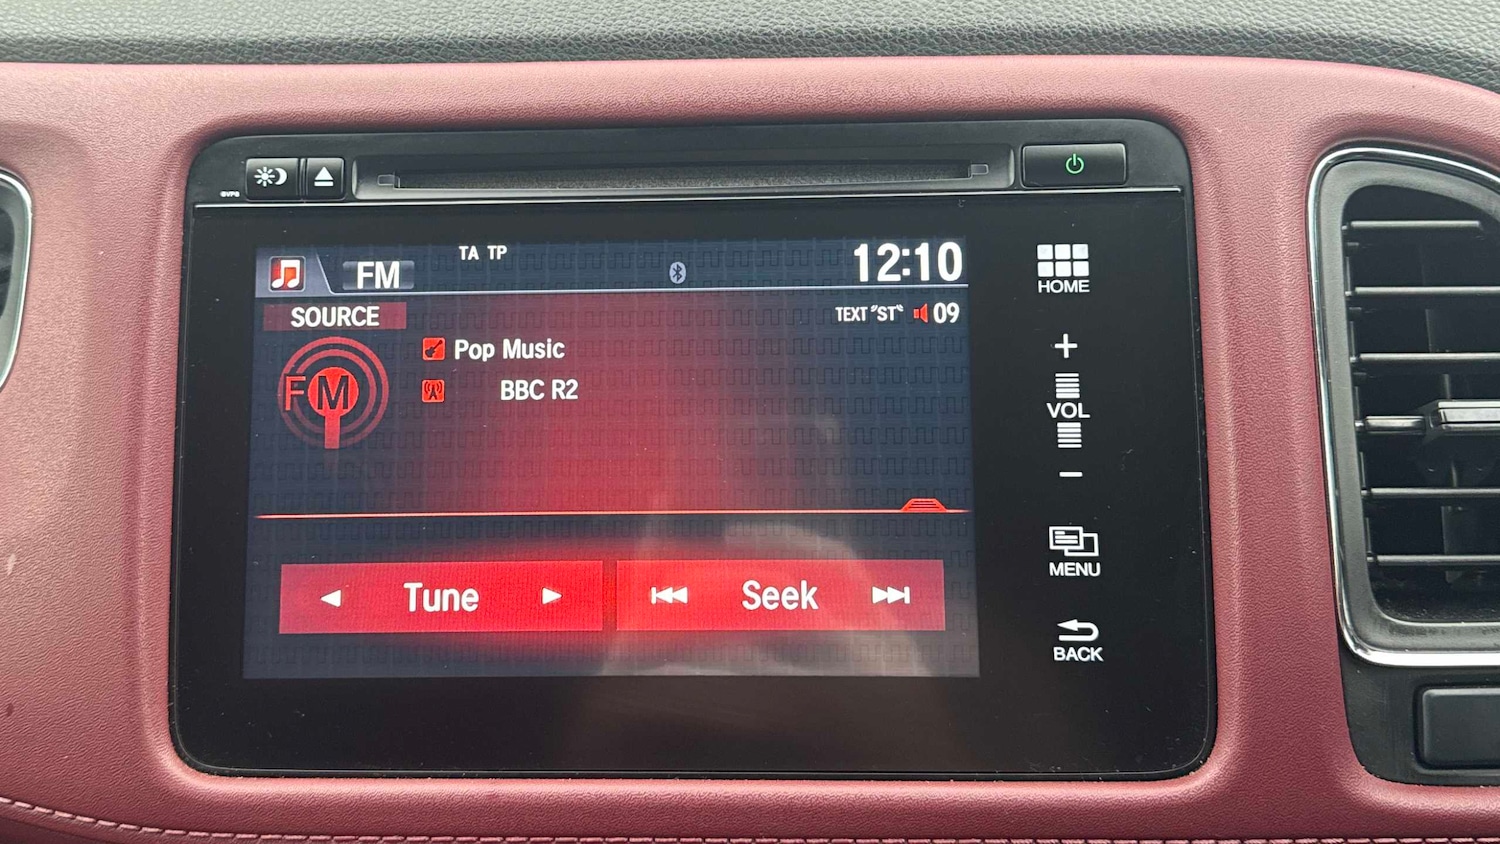 ©VPG
TA TP
FM
12:10
SOURCE
TEXT "ST" 09
FM
Pop Music
BBC R2
Tune
Seek
HOME
+
VOL
−
MENU
BACK